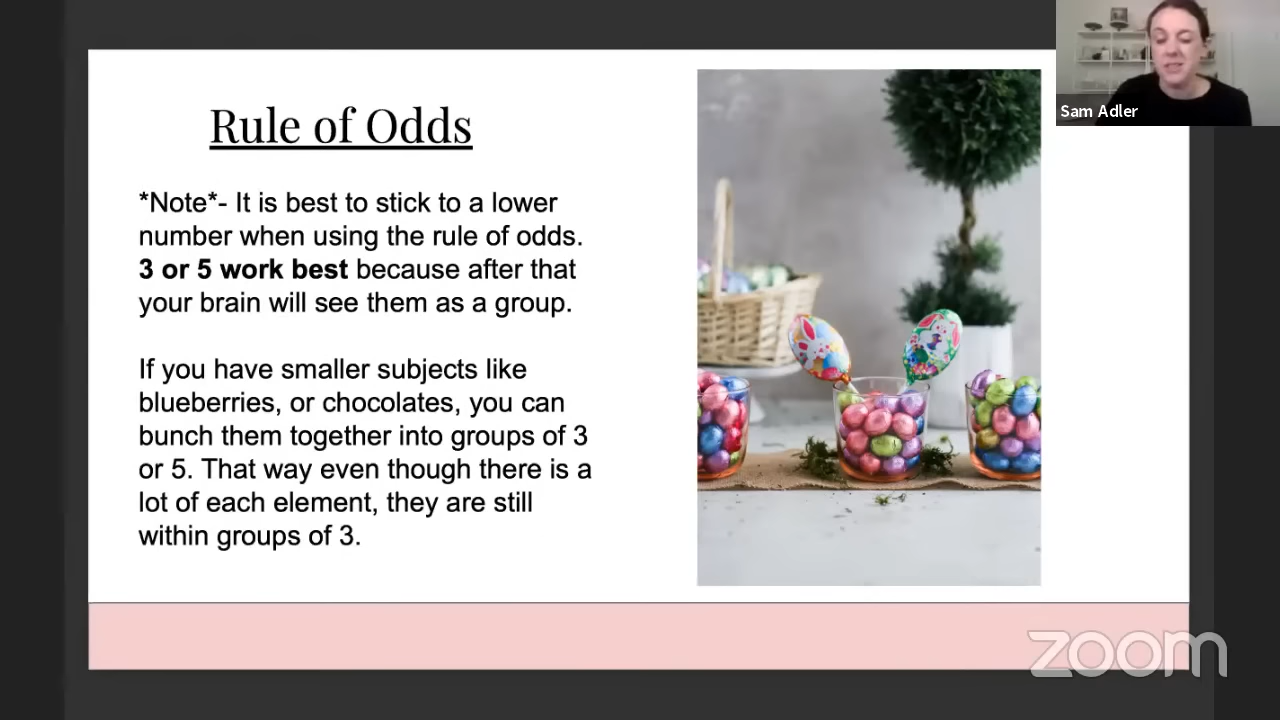 Rule of Odds
*Note*- It is best to stick to a lower
number when using the rule of odds.
3 or 5 work best because after that
your brain will see them as a group.
If you have smaller subjects like
blueberries, or chocolates, you can
bunch them together into groups of 3
or 5. That way even though there is a
lot of each element, they are still
within groups of 3.
Sam Adler
zoom